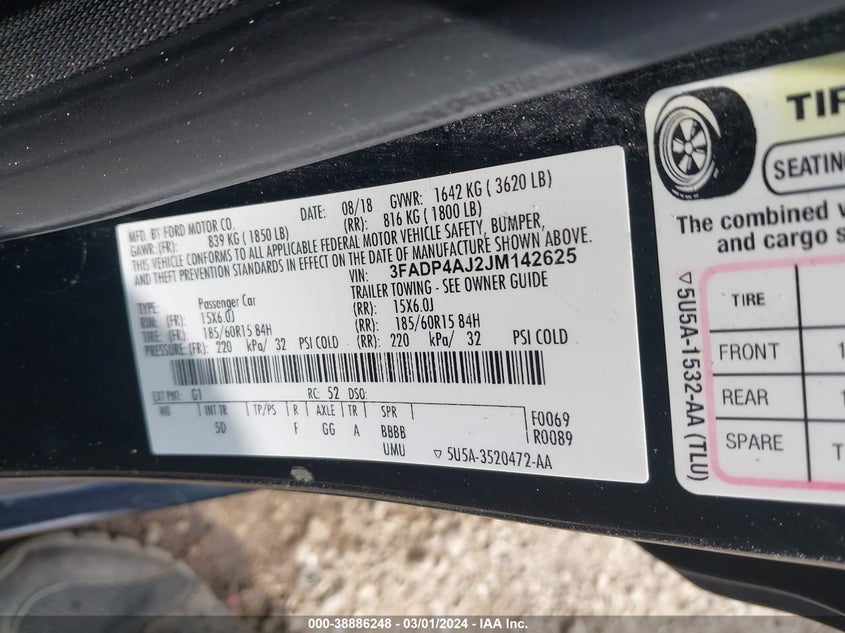 MFD. BY FORD MOTOR CO.
DATE: 08/18
GVWR: 1642 KG ( 3620 LB)
GAWR: (FR): 839 KG (1850 LB)
(RR): 816 KG (1800 LB)
THIS VEHICLE CONFORMS TO ALL APPLICABLE FEDERAL MOTOR VEHICLE SAFETY, BUMPER,
AND THEFT PREVENTION STANDARDS IN EFFECT ON THE DATE OF MANUFACTURE SHOWN ABOVE.
VIN: 3FADP4AJ2JM142625
TYPE: Passenger Car
TRAILER TOWING - SEE OWNER GUIDE
RIM: (FR): 15X6.0J
(RR): 15X6.0J
TIRE: (FR): 185/60R15 84H
(RR): 185/60R15 84H
PRESSURE: (FR): 220 kPa/ 32 PSI COLD
(RR): 220 kPa/ 32 PSI COLD
EXT PNT: G1 RC: 52 DSO:
WB INT TR TP/PS R AXLE TR SPR
5D F GG A BBBB
UMU
F0069
R0089
5U5A-3520472-AA
TIR
SEATING
The combined
and cargo
5U5A-1532-AA (TLU)
TIRE
FRONT 1
REAR 1
SPARE T
000-38886248 - 03/01/2024 - IAA Inc.